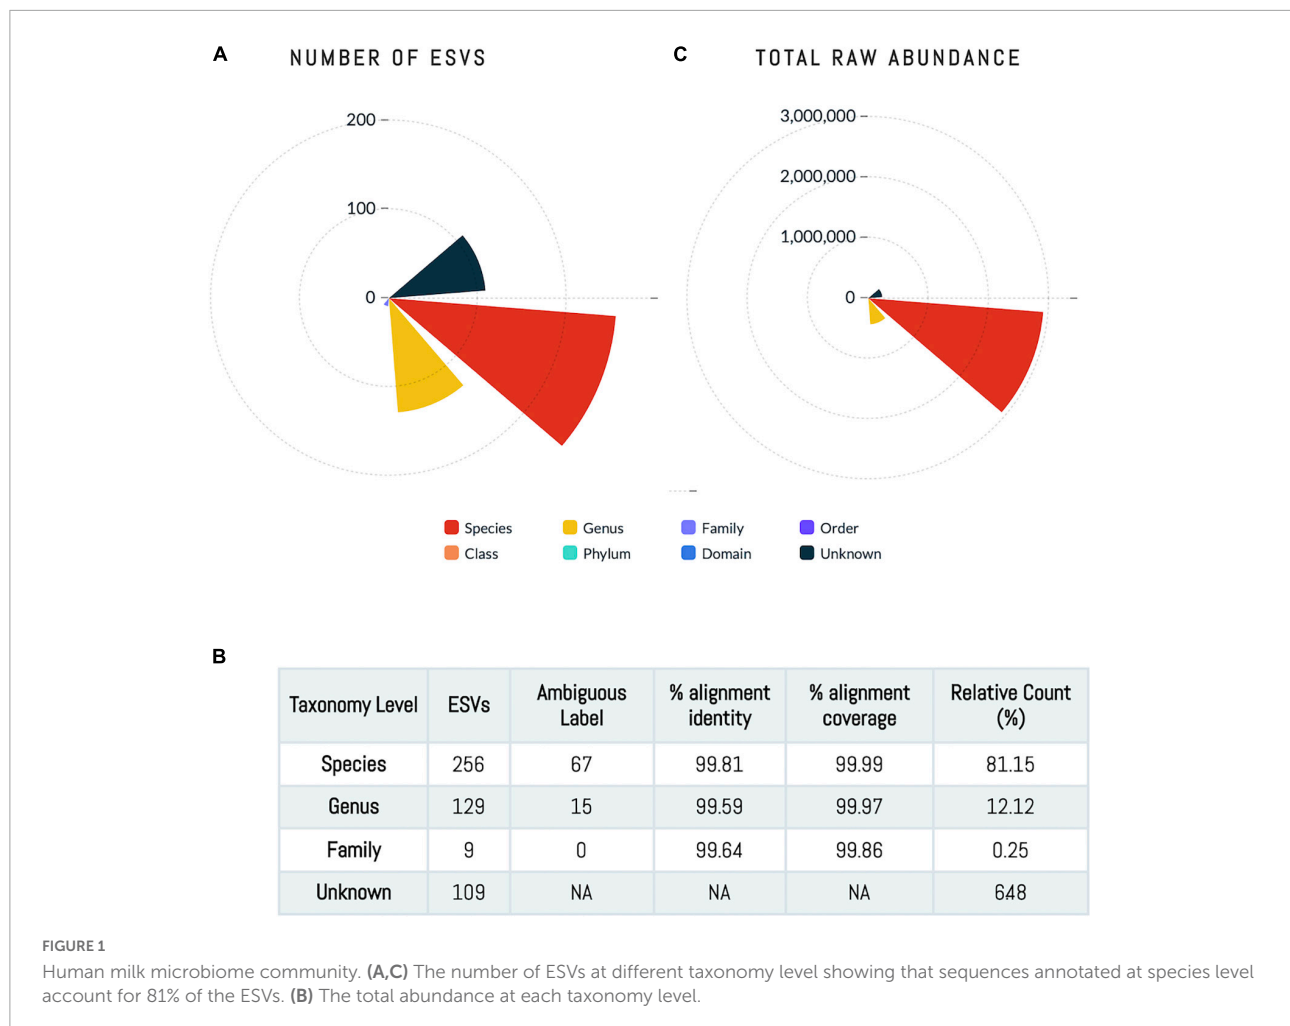 A
NUMBER OF ESVS
200
100
0
C
TOTAL RAW ABUNDANCE
3,000,000
2,000,000
1,000,000
0
Species Genus Family Order
Class Phylum Domain Unknown
B
Taxonomy Level ESVs Ambiguous Label % alignment identity % alignment coverage Relative Count (%)
Species 256 67 99.81 99.99 81.15
Genus 129 15 99.59 99.97 12.12
Family 9 0 99.64 99.86 0.25
Unknown 109 NA NA NA 6.48
FIGURE 1
Human milk microbiome community. (A,C) The number of ESVs at different taxonomy level showing that sequences annotated at species level
account for 81% of the ESVs. (B) The total abundance at each taxonomy level.